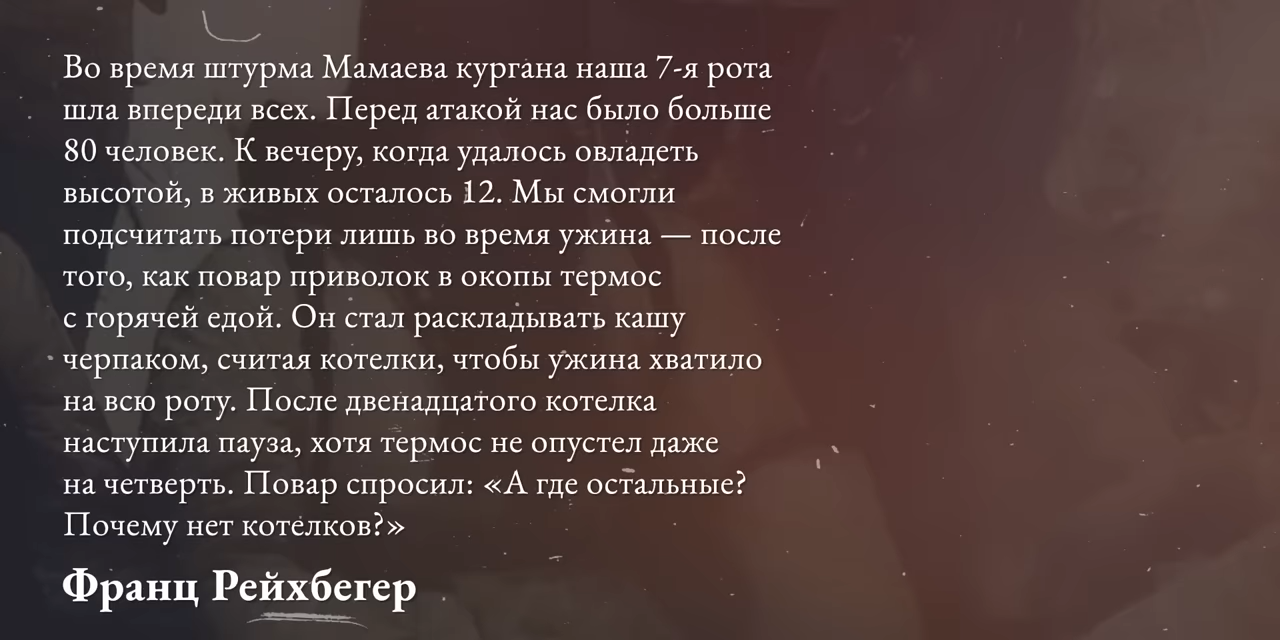 Во время штурма Мамаева кургана наша 7-я рота
шла впереди всех. Перед атакой нас было больше
80 человек. К вечеру, когда удалось овладеть
высотой, в живых осталось 12. Мы смогли
подсчитать потери лишь во время ужина — после
того, как повар приволок в окопы термос
с горячей едой. Он стал раскладывать кашу
черпаком, считая котелки, чтобы ужина хватило
на всю роту. После двенадцатого котелка
наступила пауза, хотя термос не опустел даже
на четверть. Повар спросил: «А где остальные?
Почему нет котелков?»
Франц Рейхбегер